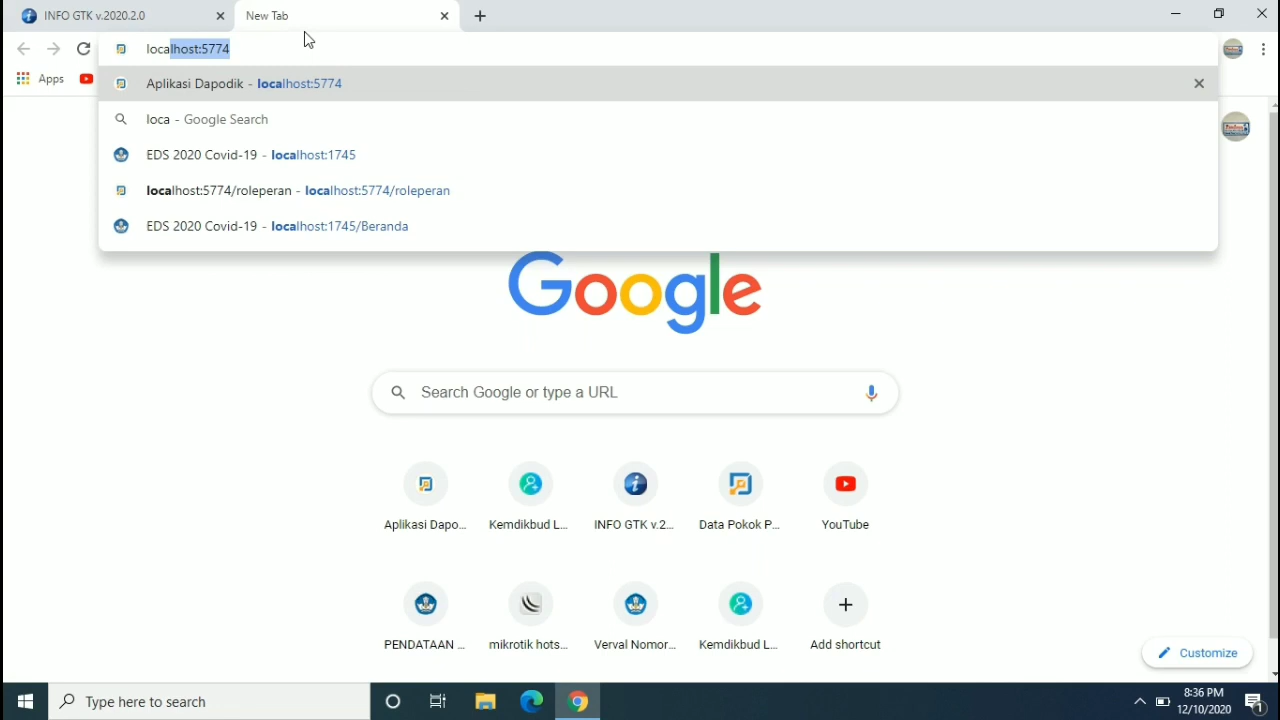 INFO GTK v.2020.2.0
New Tab
localhost:5774
Apps
Aplikasi Dapodik - localhost:5774
loca - Google Search
EDS 2020 Covid-19 - localhost:1745
localhost:5774/roleperan - localhost:5774/roleperan
EDS 2020 Covid-19 - localhost:1745/Beranda
Google
Search Google or type a URL
Aplikasi Dapo...
Kemdikbud L...
INFO GTK v.2...
Data Pokok P...
YouTube
PENDATAAN ...
mikrotik hots...
Verval Nomor...
Kemdikbud L...
Add shortcut
Customize
Type here to search
8:36 PM
12/10/2020
1